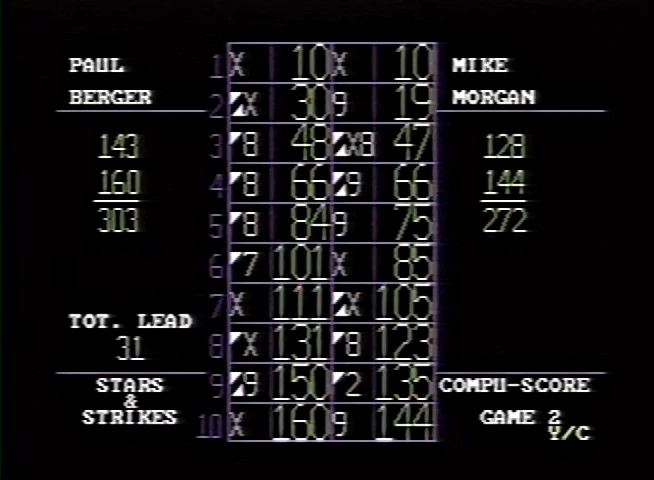 PAUL
BERGER
143
160
303
TOT. LEAD
31
STARS
&
STRIKES
1 X 10 X 10
2 X 30 9 19
3 8 48 X8 47
4 8 66 9 66
5 8 84 9 75
6 7 101 X 85
7 X 111 X 105
8 X 131 8 123
9 9 150 2 135
10 X 160 9 144
MIKE
MORGAN
128
144
272
COMPU-SCORE
GAME 2
Y/C